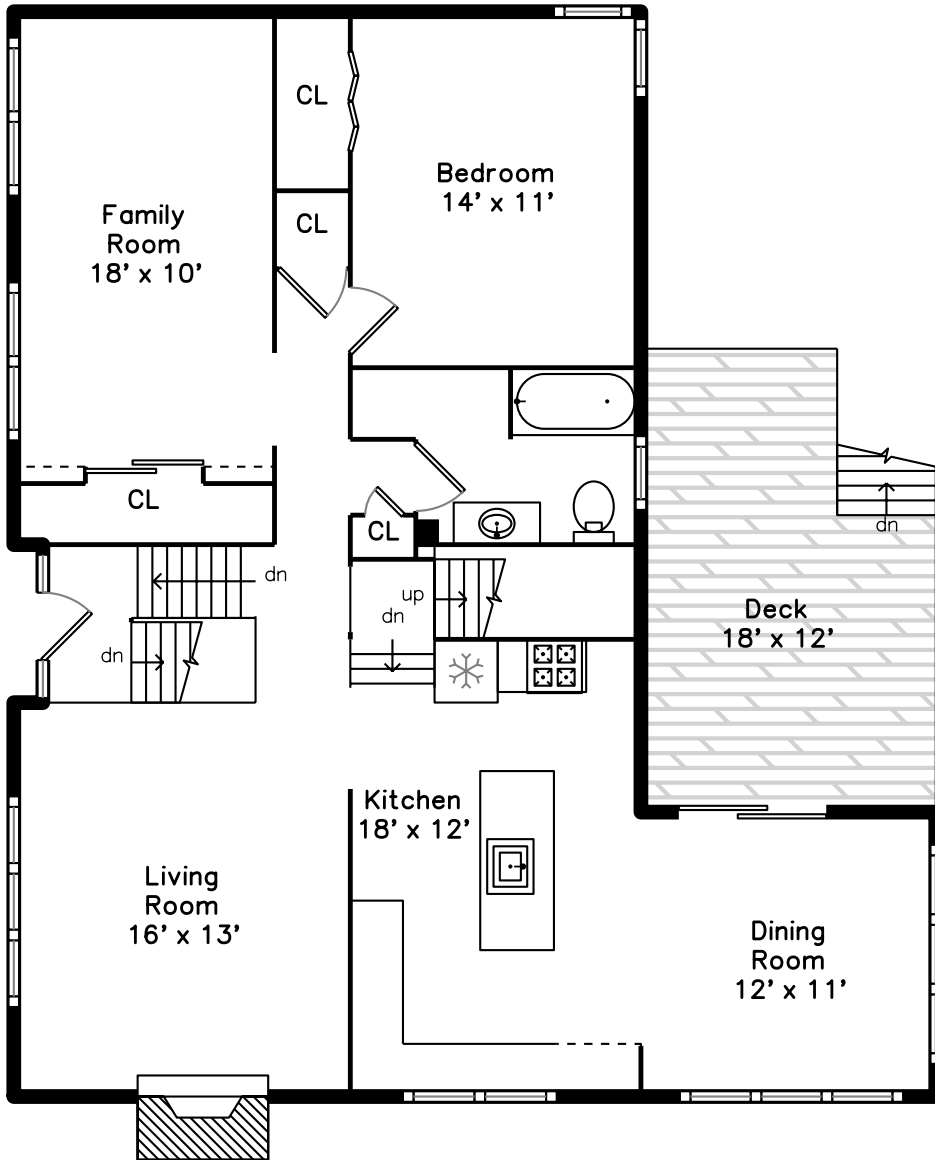 CL
Bedroom
14' x 11'
Family
Room
18' x 10'
CL
CL
CL
dn
dn
up
dn
dn
Deck
18' x 12'
Kitchen
18' x 12'
Living
Room
16' x 13'
Dining
Room
12' x 11'